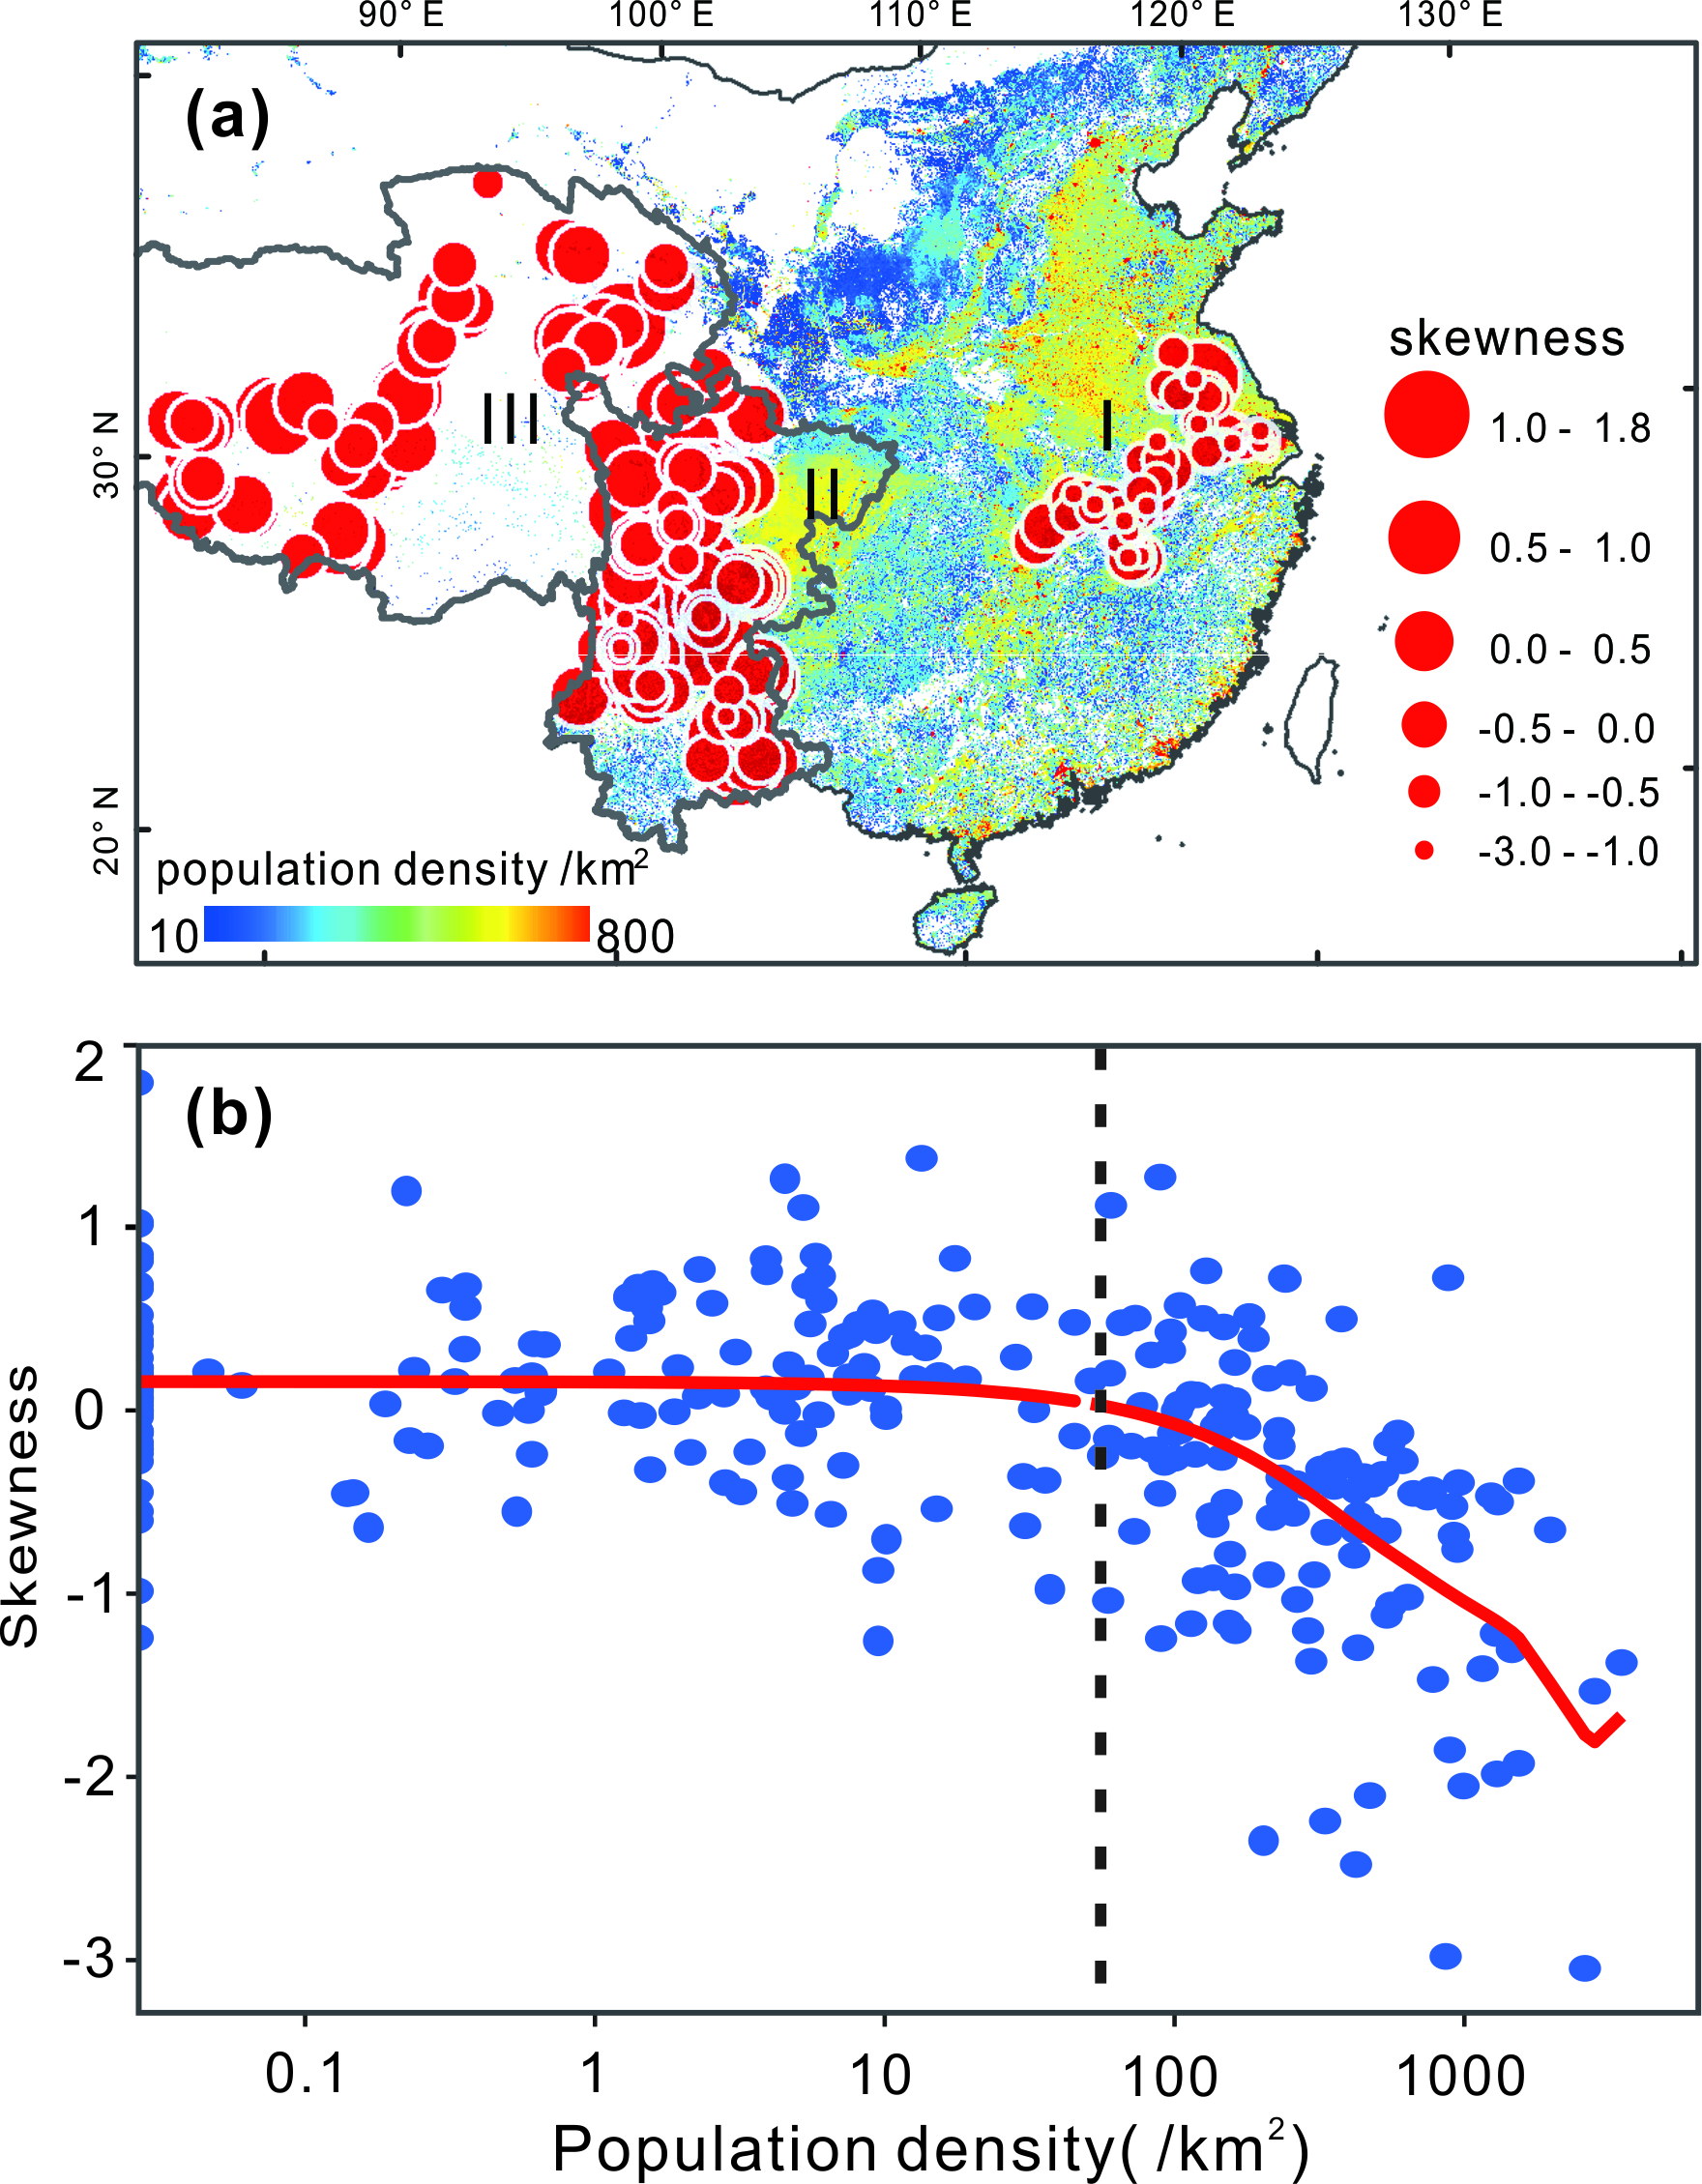 90° E 100° E 110° E 120° E 130° E
(a)
skewness
1.0 - 1.8
III
I
30° N
II
0.5 - 1.0
0.0 - 0.5
-0.5 - 0.0
-1.0 - -0.5
20° N
-3.0 - -1.0
population density /km²
10 800
2
(b)
1
0
-1
-2
-3
Skewness
0.1 1 10 100 1000
Population density( /km²)